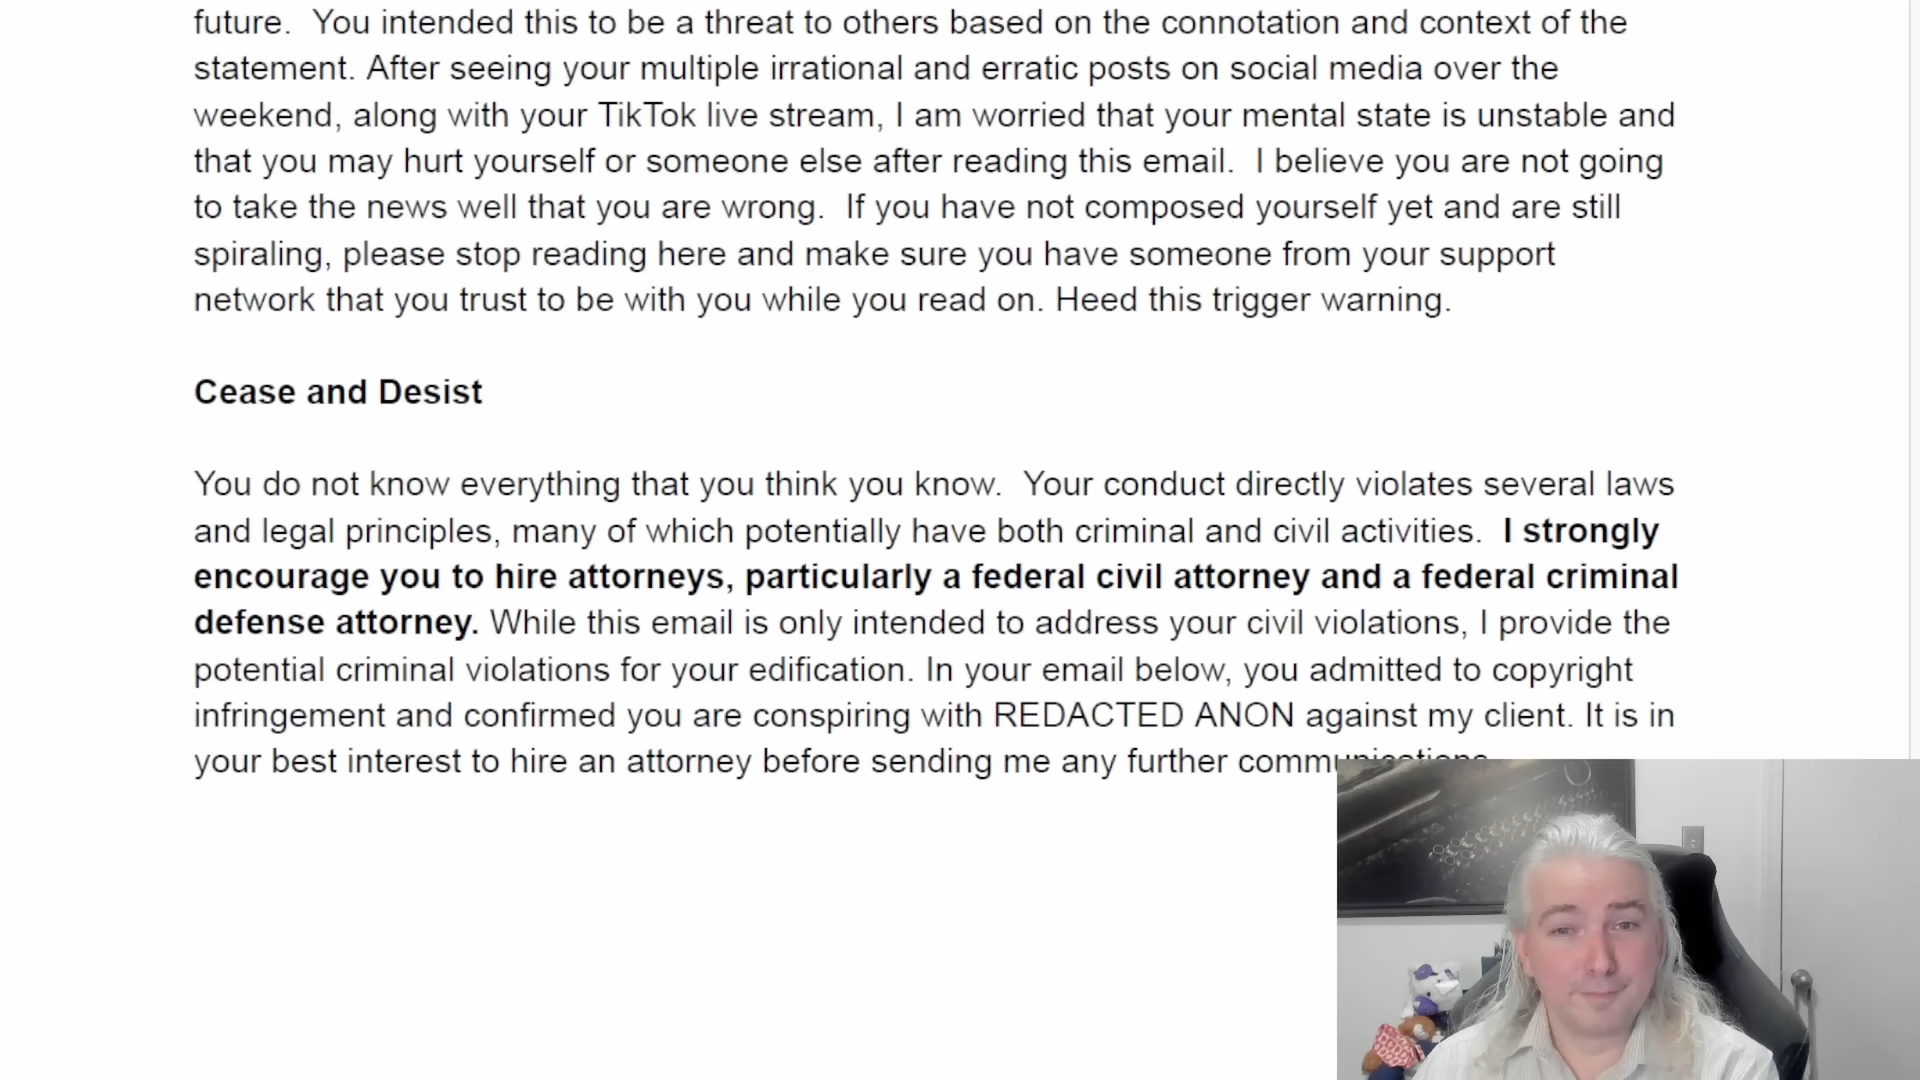 future.  You intended this to be a threat to others based on the connotation and context of the
statement. After seeing your multiple irrational and erratic posts on social media over the
weekend, along with your TikTok live stream, I am worried that your mental state is unstable and
that you may hurt yourself or someone else after reading this email.  I believe you are not going
to take the news well that you are wrong.  If you have not composed yourself yet and are still
spiraling, please stop reading here and make sure you have someone from your support
network that you trust to be with you while you read on. Heed this trigger warning.
Cease and Desist
You do not know everything that you think you know.  Your conduct directly violates several laws
and legal principles, many of which potentially have both criminal and civil activities.  I strongly
encourage you to hire attorneys, particularly a federal civil attorney and a federal criminal
defense attorney. While this email is only intended to address your civil violations, I provide the
potential criminal violations for your edification. In your email below, you admitted to copyright
infringement and confirmed you are conspiring with REDACTED ANON against my client. It is in
your best interest to hire an attorney before sending me any further communications.